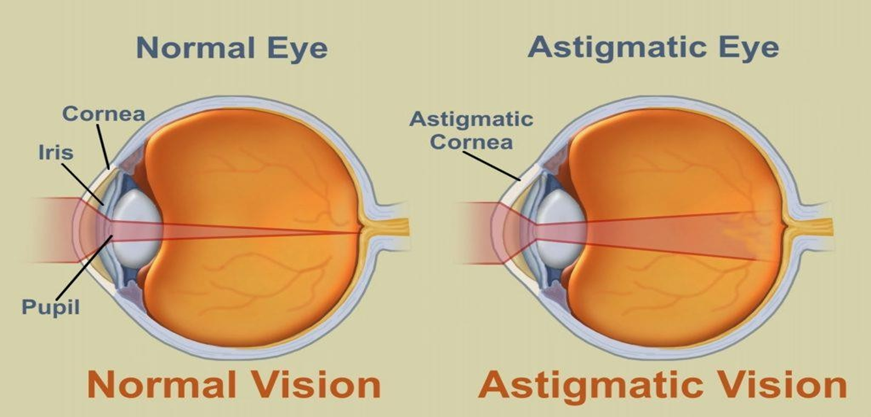 Normal Eye
Astigmatic Eye
Cornea
Iris
Pupil
Astigmatic
Cornea
Normal Vision
Astigmatic Vision